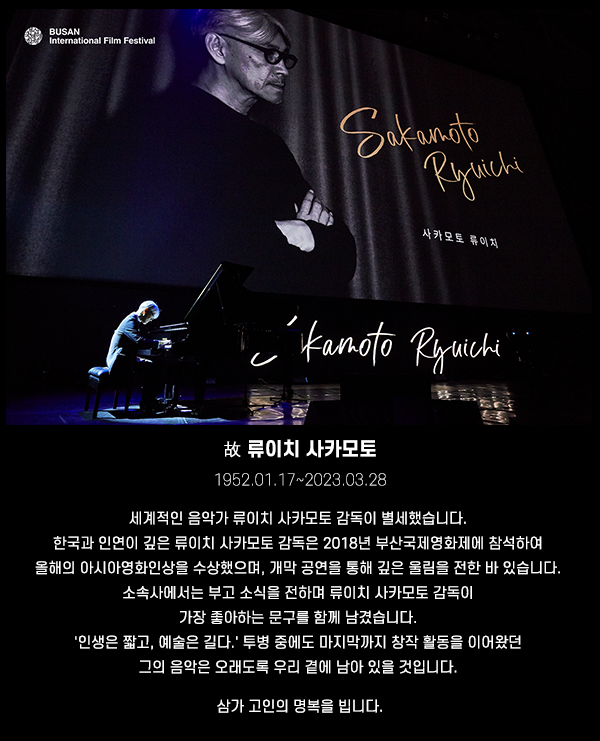 BUSAN
International Film Festival
Sakamoto
Ryuichi
사카모토 류이치
kamoto Ryuichi
故 류이치 사카모토
1952.01.17~2023.03.28
세계적인 음악가 류이치 사카모토 감독이 별세했습니다.
한국과 인연이 깊은 류이치 사카모토 감독은 2018년 부산국제영화제에 참석하여
올해의 아시아영화인상을 수상했으며, 개막 공연을 통해 깊은 울림을 전한 바 있습니다.
소속사에서는 부고 소식을 전하며 류이치 사카모토 감독이
가장 좋아하는 문구를 함께 남겼습니다.
'인생은 짧고, 예술은 길다.' 투병 중에도 마지막까지 창작 활동을 이어왔던
그의 음악은 오래도록 우리 곁에 남아 있을 것입니다.
삼가 고인의 명복을 빕니다.